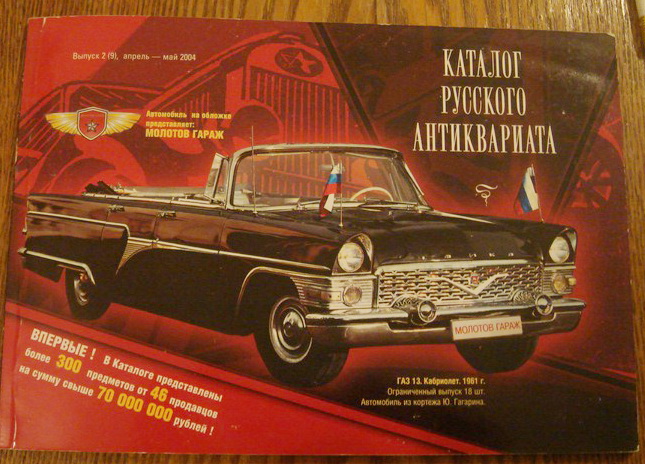 Выпуск 2 (9), апрель — май 2004
КАТАЛОГ
РУССКОГО
АНТИКВАРИАТА
Автомобиль на обложке
представляет:
МОЛОТОВ ГАРАЖ
МОЛОТОВ ГАРАЖ
ВПЕРВЫЕ ! В Каталоге представлены
более 300 предметов от 46 продавцов
на сумму свыше 70 000 000 рублей !
ГАЗ 13. Кабриолет. 1981 г.
Ограниченный выпуск 18 шт.
Автомобиль из кортежа Ю. Гагарина.